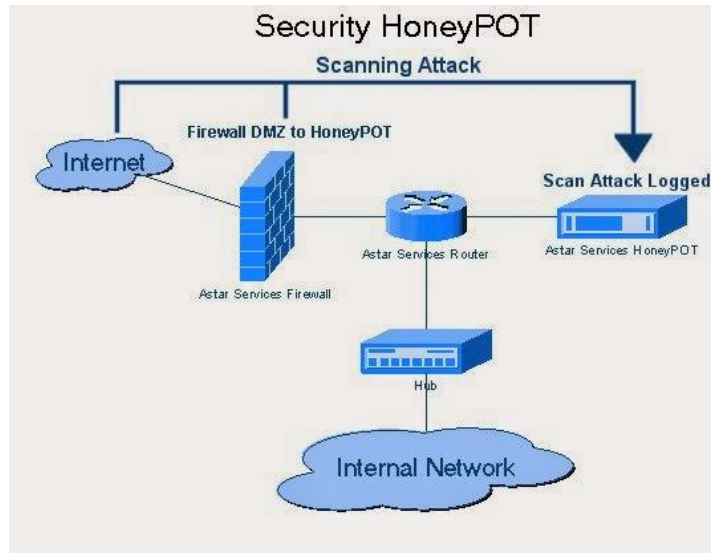 Security HoneyPOT
Scanning Attack
Firewall DMZ to HoneyPOT
Internet
Scan Attack Logged
Astar Services Router
Astar Services HoneyPOT
Astar Services Firewall
Hub
Internal Network